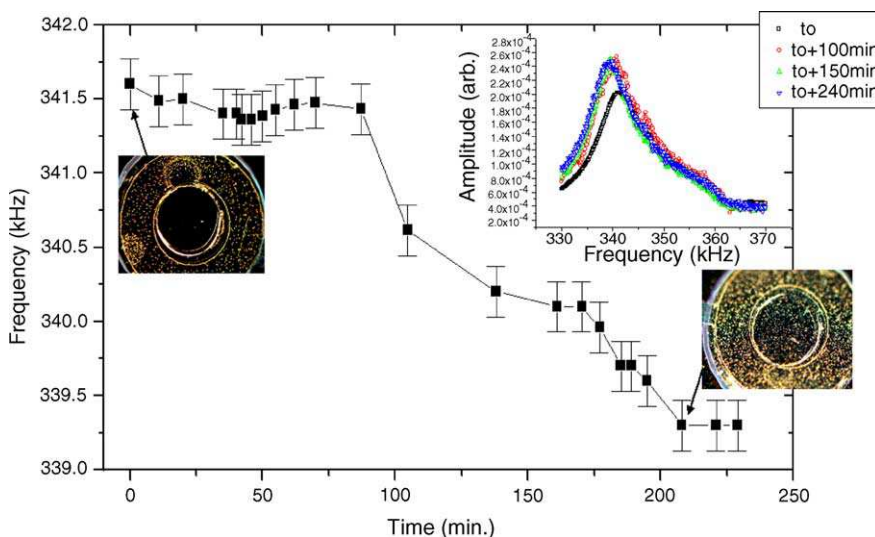 342.0
341.5
341.0
340.5
340.0
339.5
339.0
Frequency (kHz)
0
50
100
150
200
250
Time (min.)
Amplitude (arb.)
2.8x10⁻⁴
2.6x10⁻⁴
2.4x10⁻⁴
2.2x10⁻⁴
2.0x10⁻⁴
1.8x10⁻⁴
1.6x10⁻⁴
1.4x10⁻⁴
1.2x10⁻⁴
1.0x10⁻⁴
8.0x10⁻⁴
6.0x10⁻⁴
4.0x10⁻⁴
2.0x10⁻⁴
330
340
350
360
370
Frequency (kHz)
to
to+100min
to+150min
to+240min